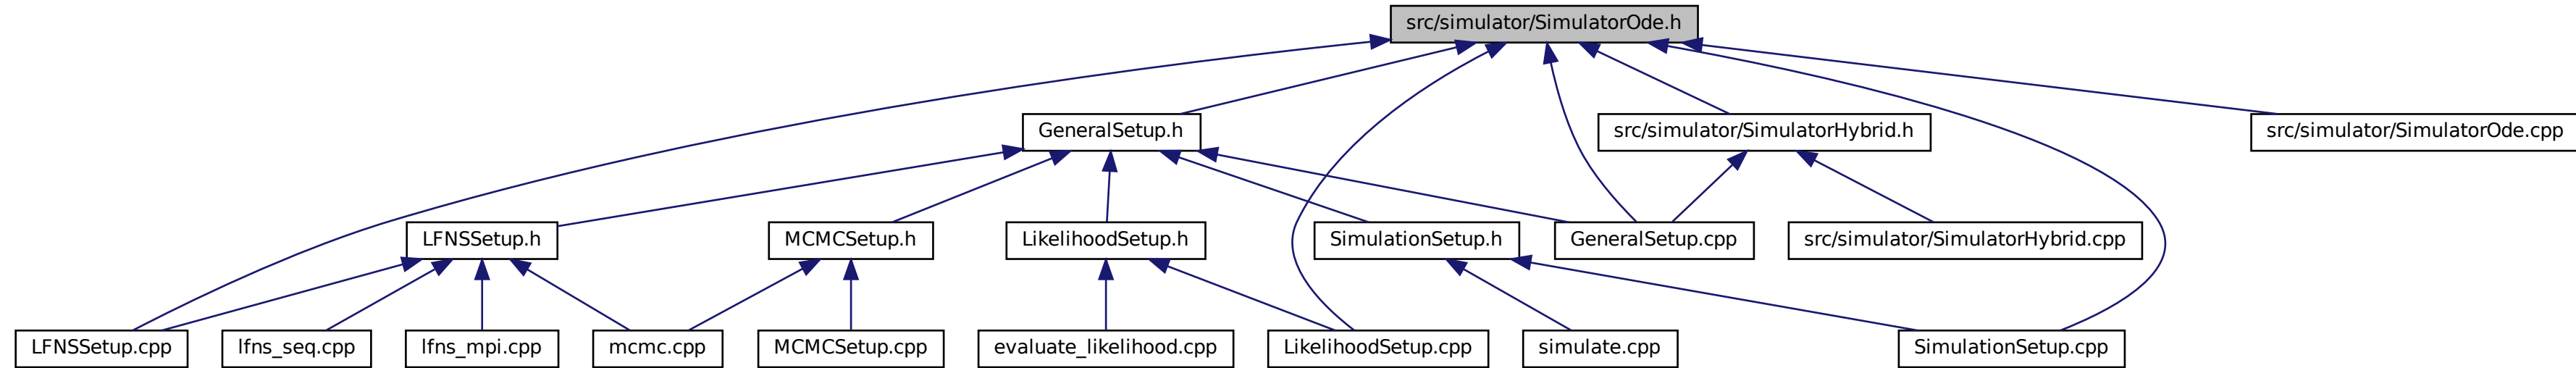 src/simulator/SimulatorOde.h
GeneralSetup.h
src/simulator/SimulatorHybrid.h
src/simulator/SimulatorOde.cpp
LFNSSetup.h
MCMCSetup.h
LikelihoodSetup.h
SimulationSetup.h
GeneralSetup.cpp
src/simulator/SimulatorHybrid.cpp
LFNSSetup.cpp
lfns_seq.cpp
lfns_mpi.cpp
mcmc.cpp
MCMCSetup.cpp
evaluate_likelihood.cpp
LikelihoodSetup.cpp
simulate.cpp
SimulationSetup.cpp